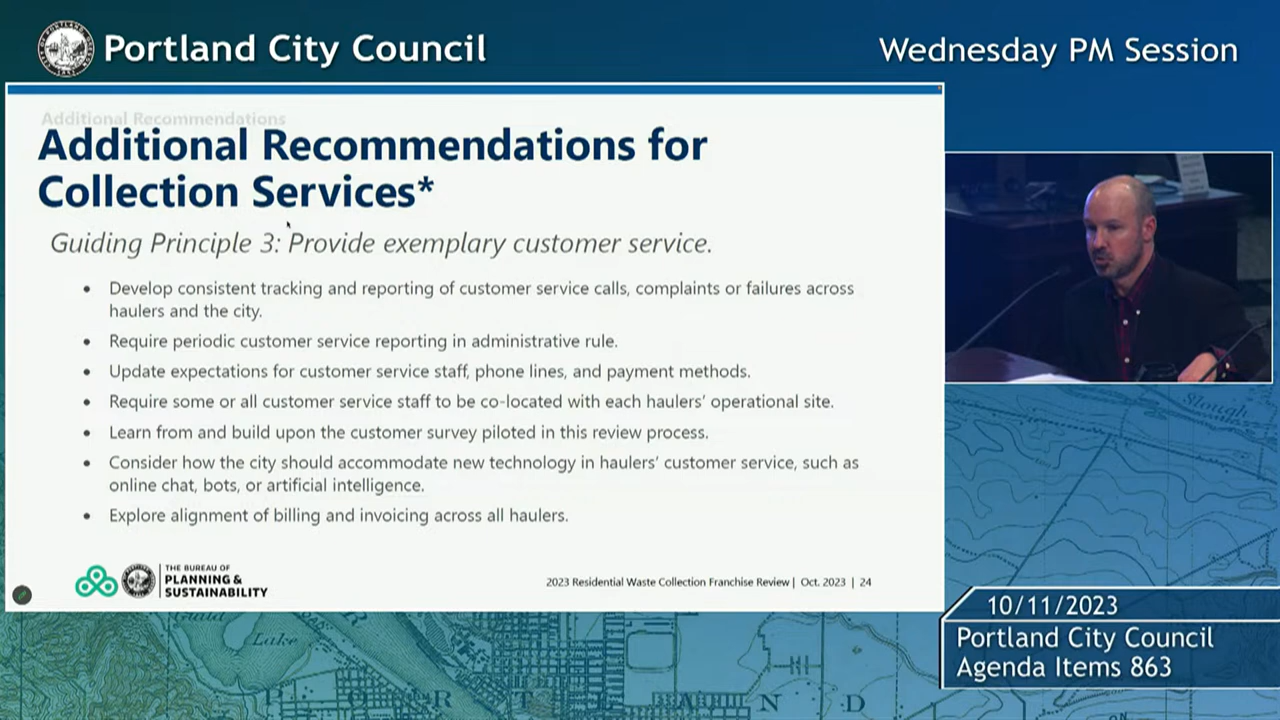 Portland City Council
Wednesday PM Session
Additional Recommendations
Additional Recommendations for
Collection Services*
Guiding Principle 3: Provide exemplary customer service.
• Develop consistent tracking and reporting of customer service calls, complaints or failures across
haulers and the city.
• Require periodic customer service reporting in administrative rule.
• Update expectations for customer service staff, phone lines, and payment methods.
• Require some or all customer service staff to be co-located with each haulers’ operational site.
• Learn from and build upon the customer survey piloted in this review process.
• Consider how the city should accommodate new technology in haulers’ customer service, such as
online chat, bots, or artificial intelligence.
• Explore alignment of billing and invoicing across all haulers.
THE BUREAU OF
PLANNING &
SUSTAINABILITY
2023 Residential Waste Collection Franchise Review | Oct. 2023 | 24
Slough
10/11/2023
Portland City Council
Agenda Items 863
Guild
Lake
R T L A N D